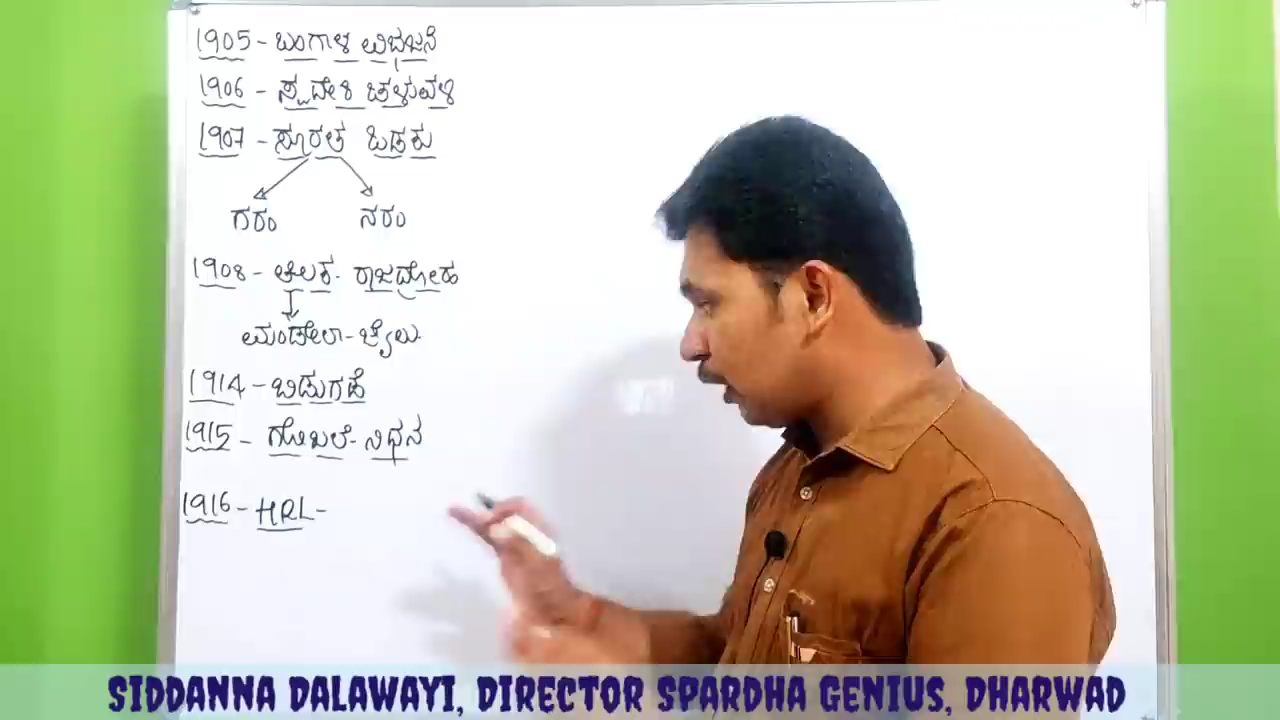 1905 - ಬಂಗಾಳ ವಿಭಜನೆ
1906 - ಸ್ವದೇಶಿ ಚಳುವಳಿ
1907 - ಸೂರತ ಒಡಕು
ಗರಂ ನರಂ
1908 - ತಿಲಕ - ರಾಜದ್ರೋಹ
ಮಂಡೇಲಾ - ಜೈಲು
1914 - ಬಿಡುಗಡೆ
1915 - ಗೋಖಲೆ - ನಿಧನ
1916 - HRL -
SIDDANNA DALAWAYI, DIRECTOR SPARDHA GENIUS, DHARWAD